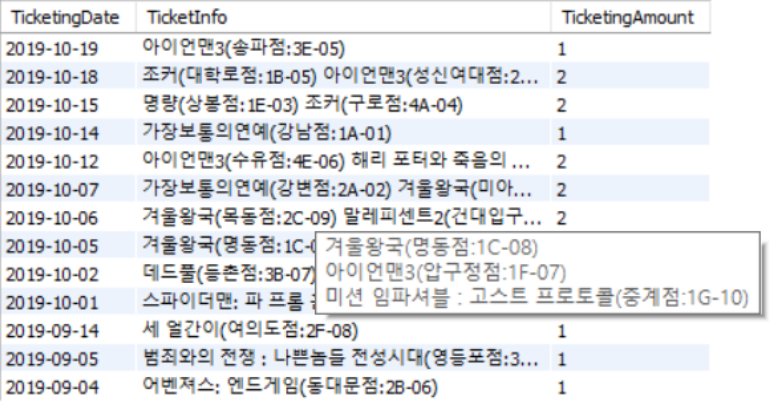 TicketingDate TicketInfo TicketingAmount
2019-10-19 아이언맨3(송파점:3E-05) 1
2019-10-18 조커(대학로점:1B-05) 아이언맨3(성신여대점:2... 2
2019-10-15 명량(상봉점:1E-03) 조커(구로점:4A-04) 2
2019-10-14 가장보통의연예(강남점:1A-01) 1
2019-10-12 아이언맨3(수유점:4E-06) 해리 포터와 죽음의 ... 2
2019-10-07 가장보통의연예(강변점:2A-02) 겨울왕국(미아... 2
2019-10-06 겨울왕국(목동점:2C-09) 말레피센트2(건대입구... 2
2019-10-05 겨울왕국(명동점:1C-
겨울왕국(명동점:1C-08)
2019-10-02 데드풀(등촌점:3B-07)
아이언맨3(압구정점:1F-07)
2019-10-01 스파이더맨: 파 프롬
미션 임파셔블 : 고스트 프로토콜(중계점:1G-10)
2019-09-14 세 얼간이(여의도점:2F-08) 1
2019-09-05 범죄와의 전쟁 : 나쁜놈들 전성시대(영등포점:3... 1
2019-09-04 어벤져스: 엔드게임(동대문점:2B-06) 1